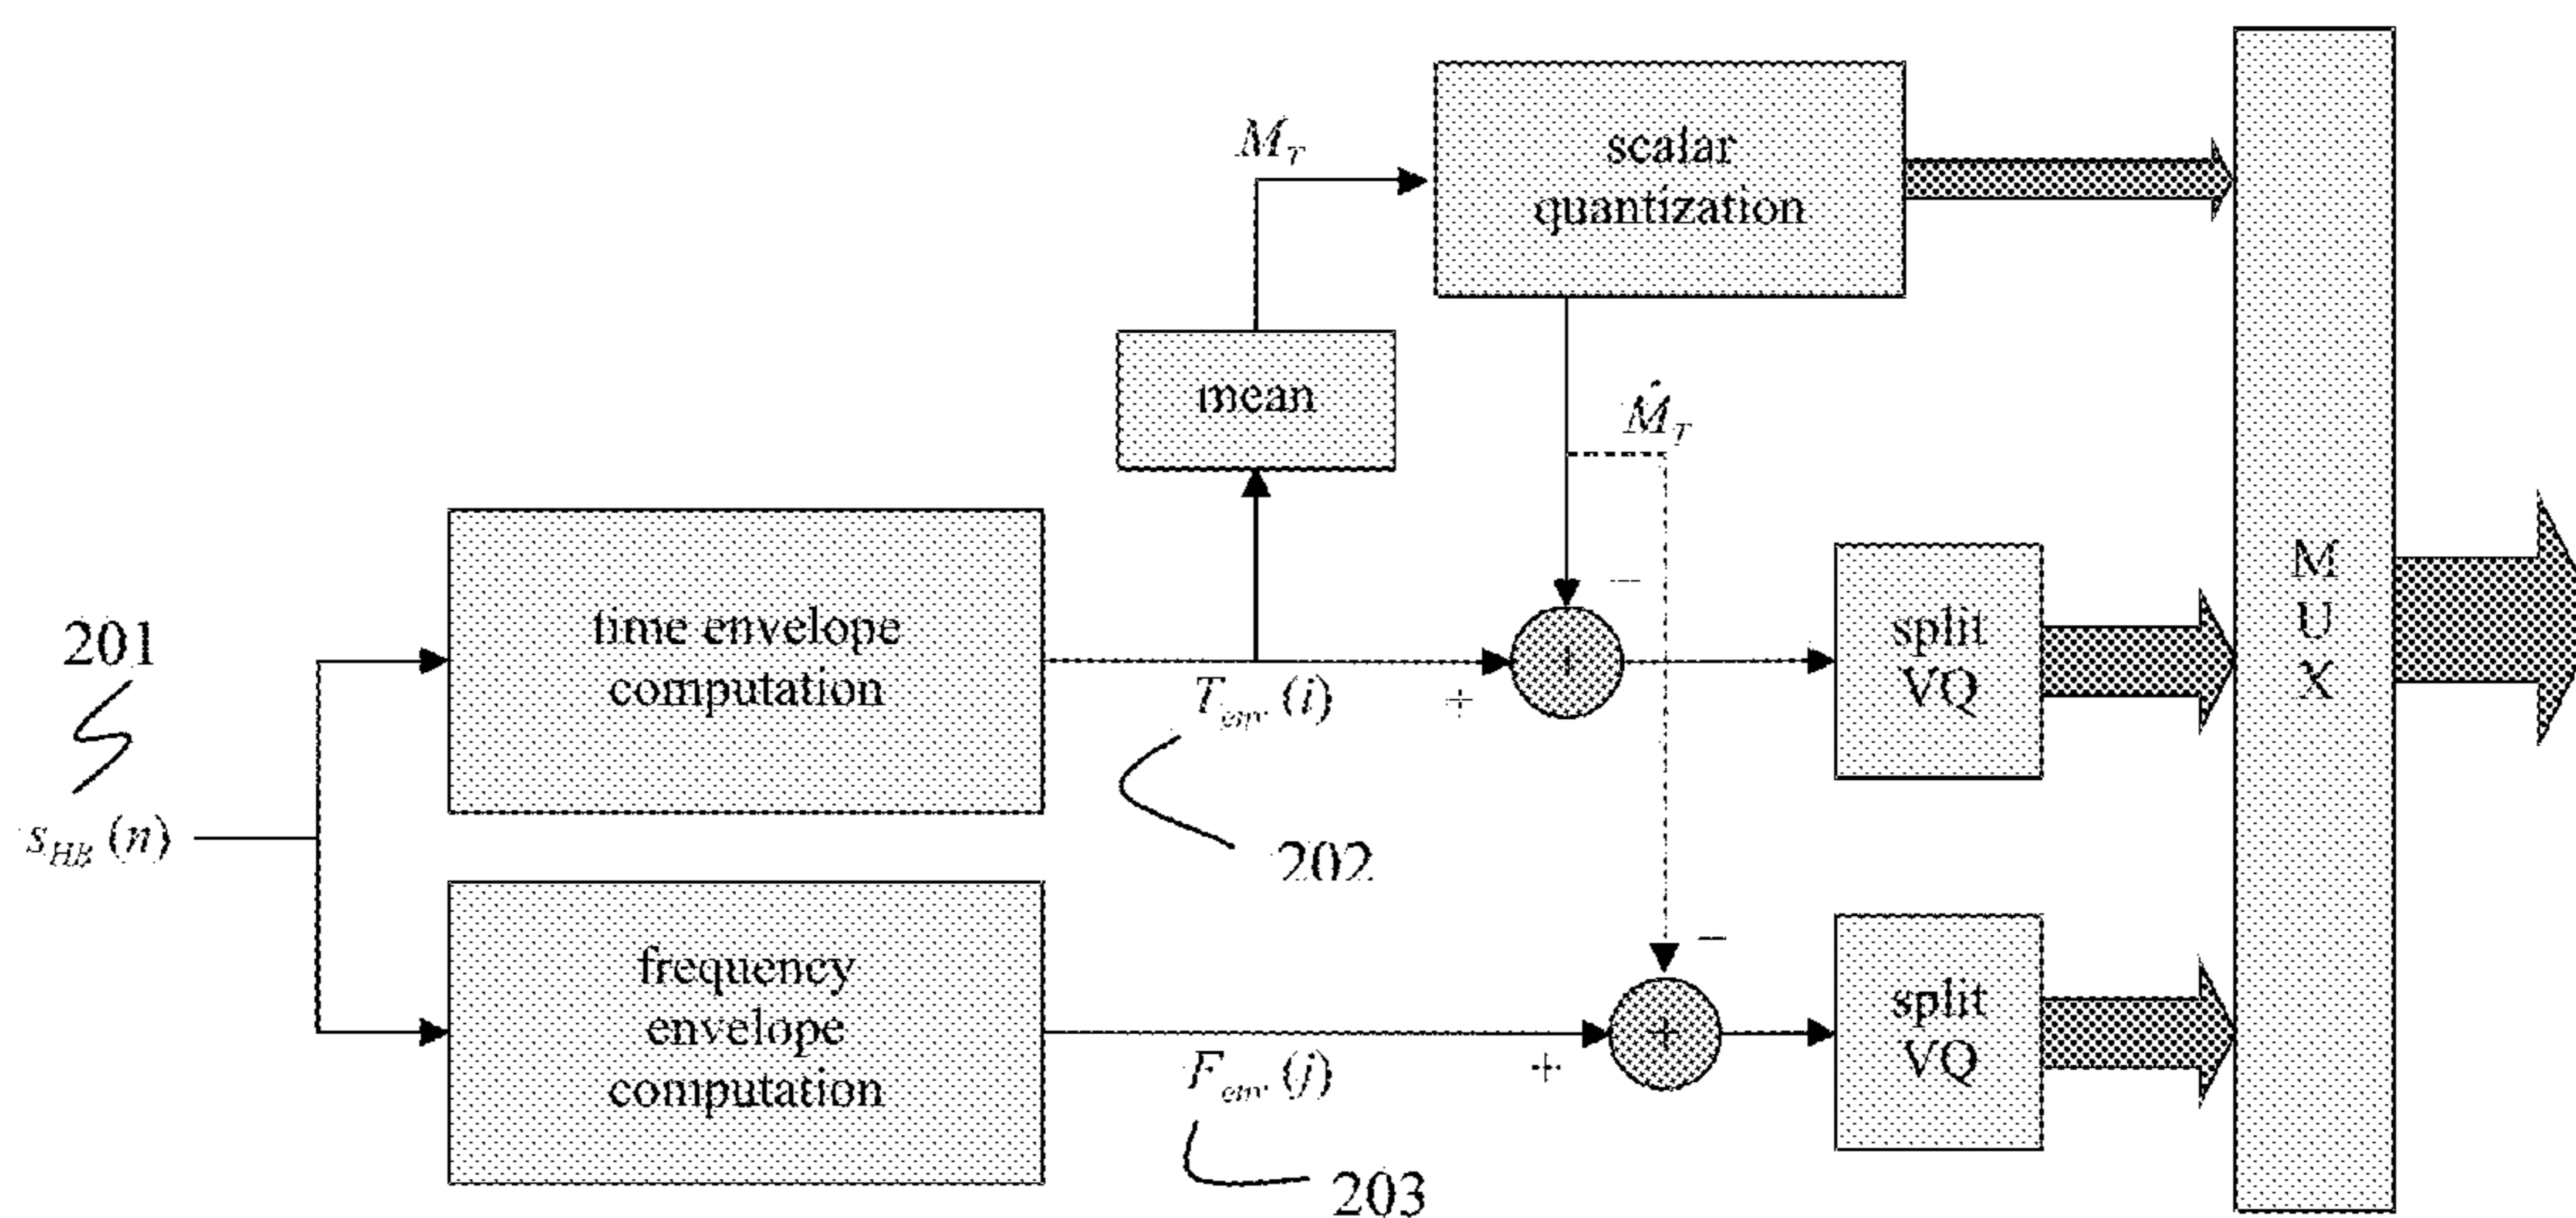 M_T
scalar
quantization
mean
M̂_T
−
201
time envelope
computation
T_env (i)
+
+
split
VQ
M
U
X
s_HB (n)
202
−
frequency
envelope
computation
F_env (j)
+
+
split
VQ
203